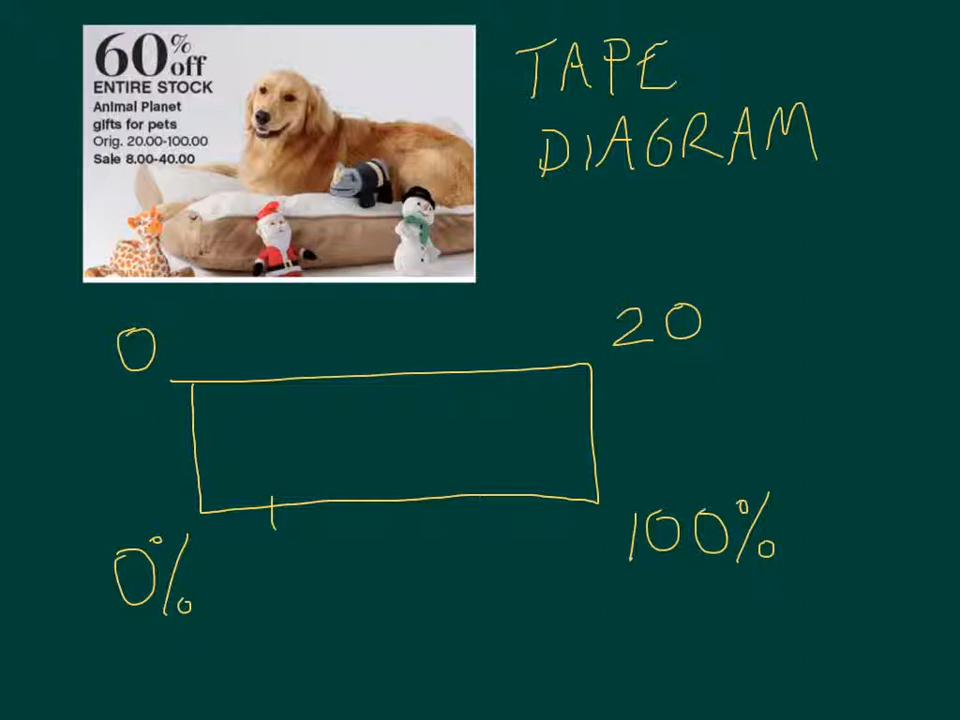 60% off
ENTIRE STOCK
Animal Planet
gifts for pets
Orig. 20.00-100.00
Sale 8.00-40.00
TAPE
DIAGRAM
0
20
0%
100%